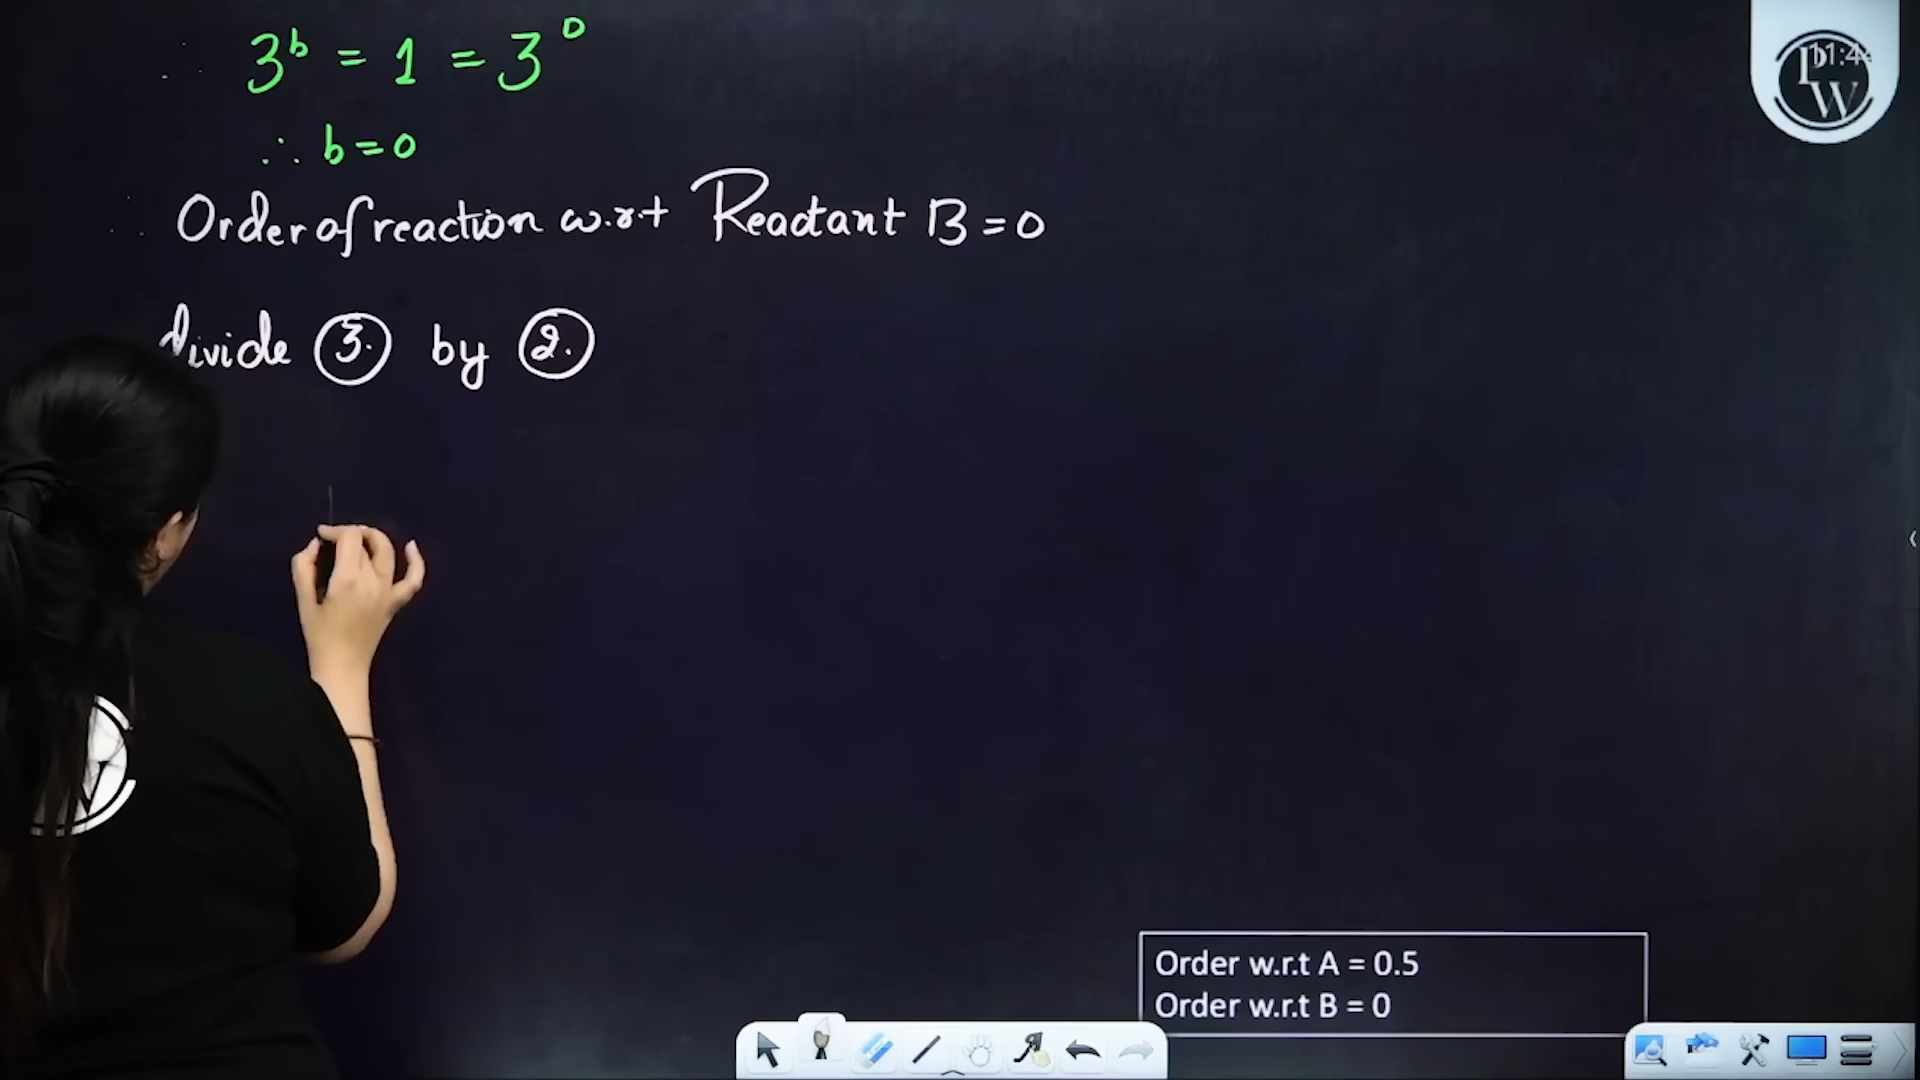 ∴ 3^b = 1 = 3^0
∴ b = 0
∴ Order of reaction w.r.t Reactant B = 0
divide ③ by ②
Order w.r.t A = 0.5
Order w.r.t B = 0
PW